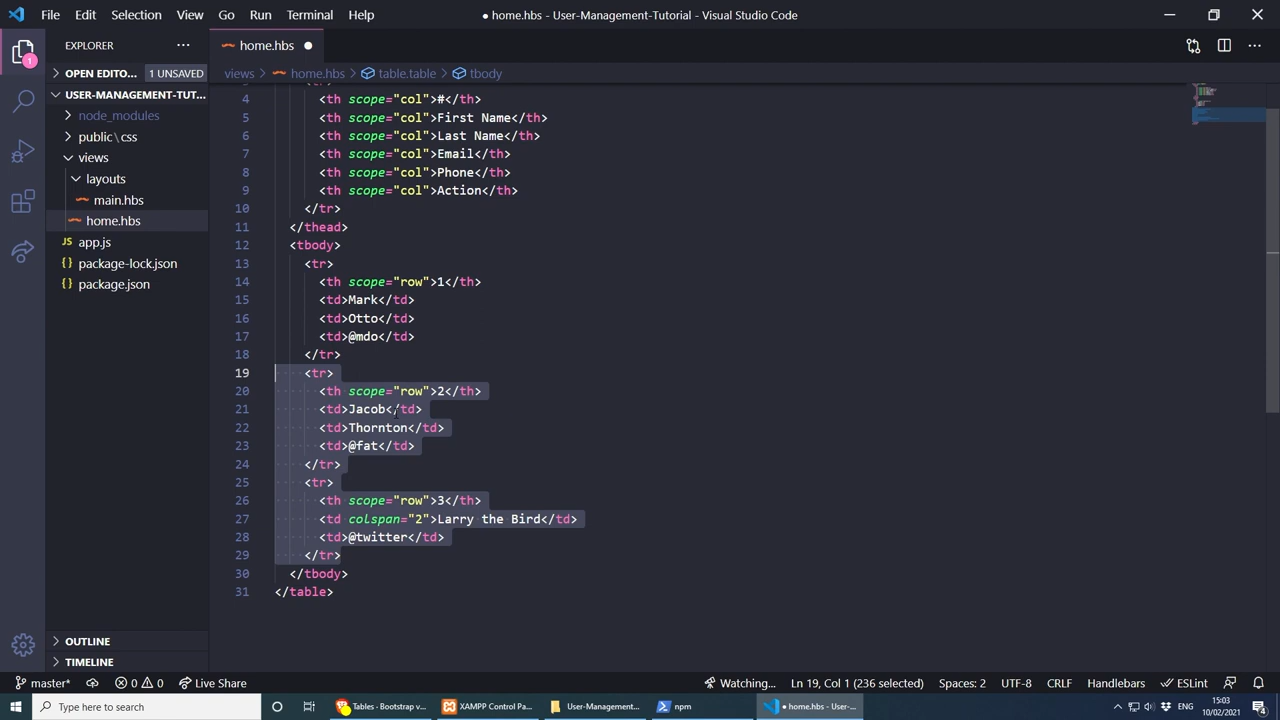 File Edit Selection View Go Run Terminal Help
● home.hbs - User-Management-Tutorial - Visual Studio Code
EXPLORER
home.hbs
OPEN EDITO... 1 UNSAVED
views > home.hbs > table.table > tbody
USER-MANAGEMENT-TUT...
node_modules
public\css
views
layouts
main.hbs
home.hbs
app.js
package-lock.json
package.json
4 <th scope="col">#</th>
5 <th scope="col">First Name</th>
6 <th scope="col">Last Name</th>
7 <th scope="col">Email</th>
8 <th scope="col">Phone</th>
9 <th scope="col">Action</th>
10 </tr>
11 </thead>
12 <tbody>
13 <tr>
14 <th scope="row">1</th>
15 <td>Mark</td>
16 <td>Otto</td>
17 <td>@mdo</td>
18 </tr>
19 <tr>
20 <th scope="row">2</th>
21 <td>Jacob</td>
22 <td>Thornton</td>
23 <td>@fat</td>
24 </tr>
25 <tr>
26 <th scope="row">3</th>
27 <td colspan="2">Larry the Bird</td>
28 <td>@twitter</td>
29 </tr>
30 </tbody>
31 </table>
OUTLINE
TIMELINE
1
master* 0 0 Live Share
Watching... Ln 19, Col 1 (236 selected) Spaces: 2 UTF-8 CRLF Handlebars ESLint
Type here to search
Tables · Bootstrap v...
XAMPP Control Pa...
User-Management...
npm
● home.hbs - User-...
ENG
15:03
10/02/2021
4